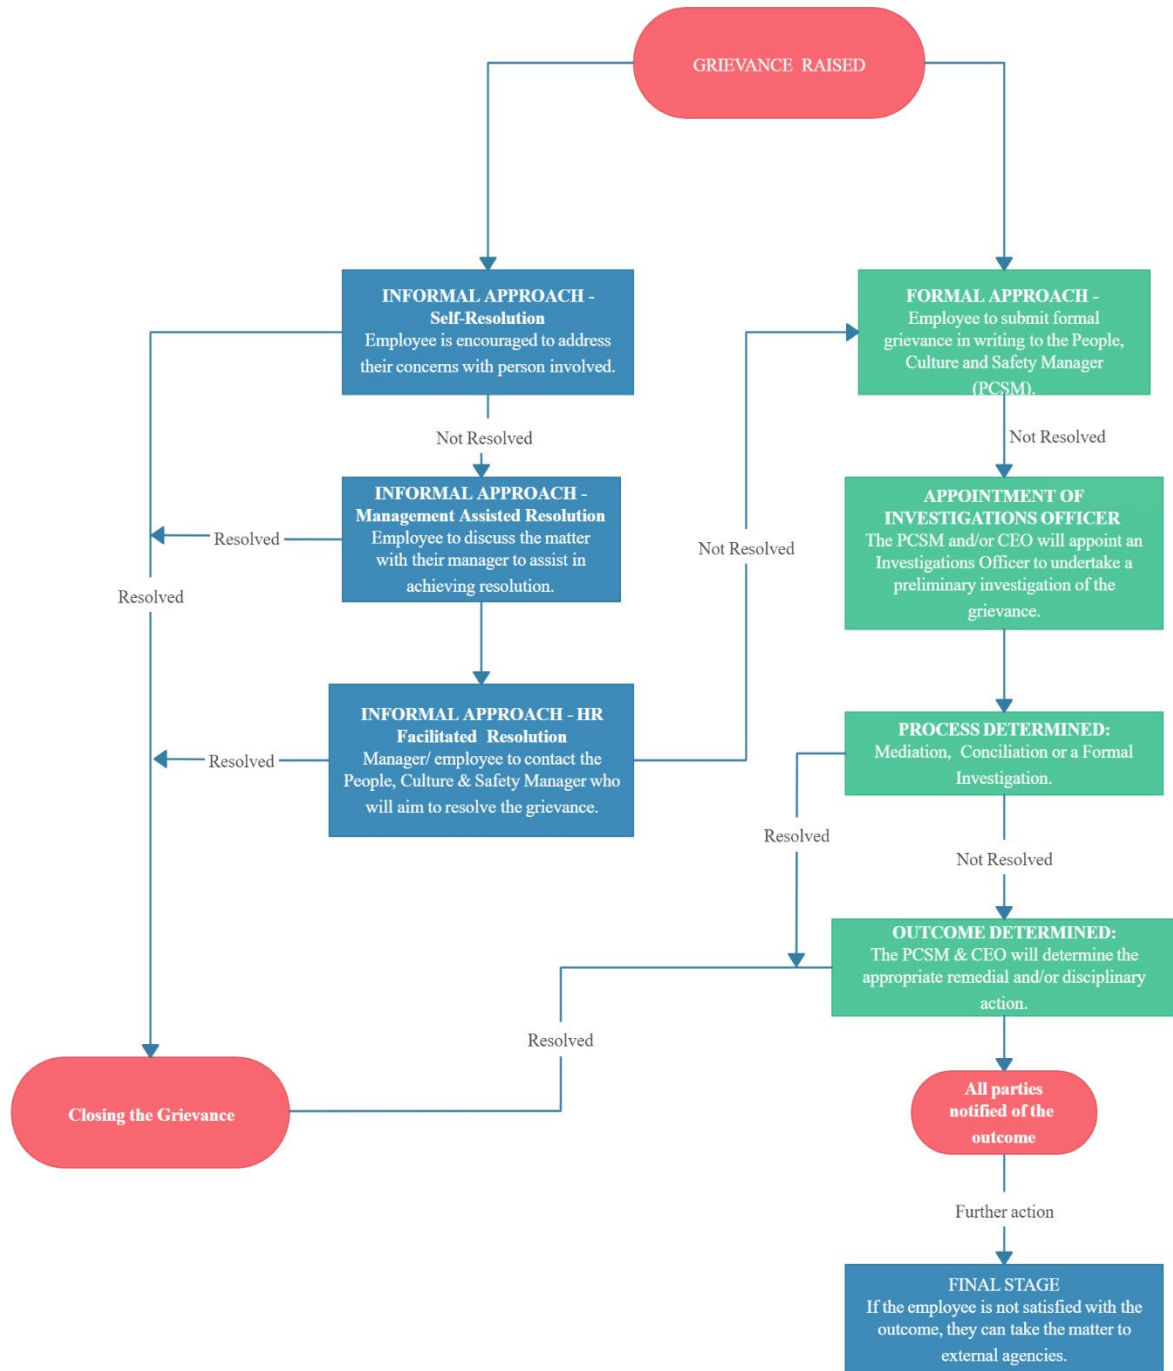 GRIEVANCE RAISED
INFORMAL APPROACH -
Self-Resolution
Employee is encouraged to address
their concerns with person involved.
FORMAL APPROACH -
Employee to submit formal
grievance in writing to the People,
Culture and Safety Manager
(PCSM).
Not Resolved
Not Resolved
INFORMAL APPROACH -
Management Assisted Resolution
Employee to discuss the matter
with their manager to assist in
achieving resolution.
Resolved
Resolved
Not Resolved
APPOINTMENT OF
INVESTIGATIONS OFFICER
The PCSM and/or CEO will appoint an
Investigations Officer to undertake a
preliminary investigation of the
grievance.
INFORMAL APPROACH - HR
Facilitated Resolution
Manager/ employee to contact the
People, Culture & Safety Manager who
will aim to resolve the grievance.
Resolved
PROCESS DETERMINED:
Mediation, Conciliation or a Formal
Investigation.
Resolved
Not Resolved
OUTCOME DETERMINED:
The PCSM & CEO will determine the
appropriate remedial and/or disciplinary
action.
Resolved
Closing the Grievance
All parties
notified of the
outcome
Further action
FINAL STAGE
If the employee is not satisfied with the
outcome, they can take the matter to
external agencies.